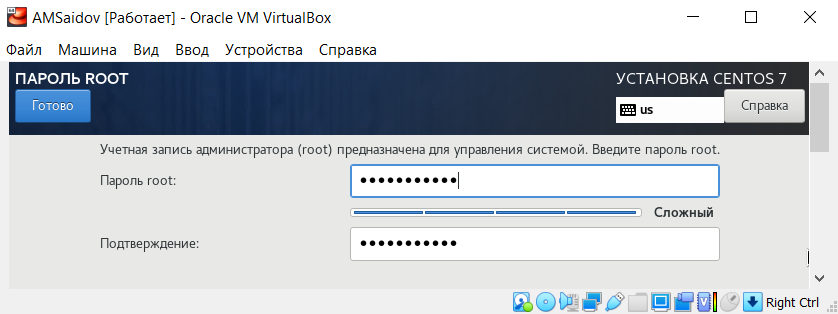 AMSaidov [Работает] - Oracle VM VirtualBox
Файл Машина Вид Ввод Устройства Справка
ПАРОЛЬ ROOT
УСТАНОВКА CENTOS 7
Готово
us
Справка
Учетная запись администратора (root) предназначена для управления системой. Введите пароль root.
Пароль root: ●●●●●●●●●●●
Сложный
Подтверждение: ●●●●●●●●●●●
Right Ctrl